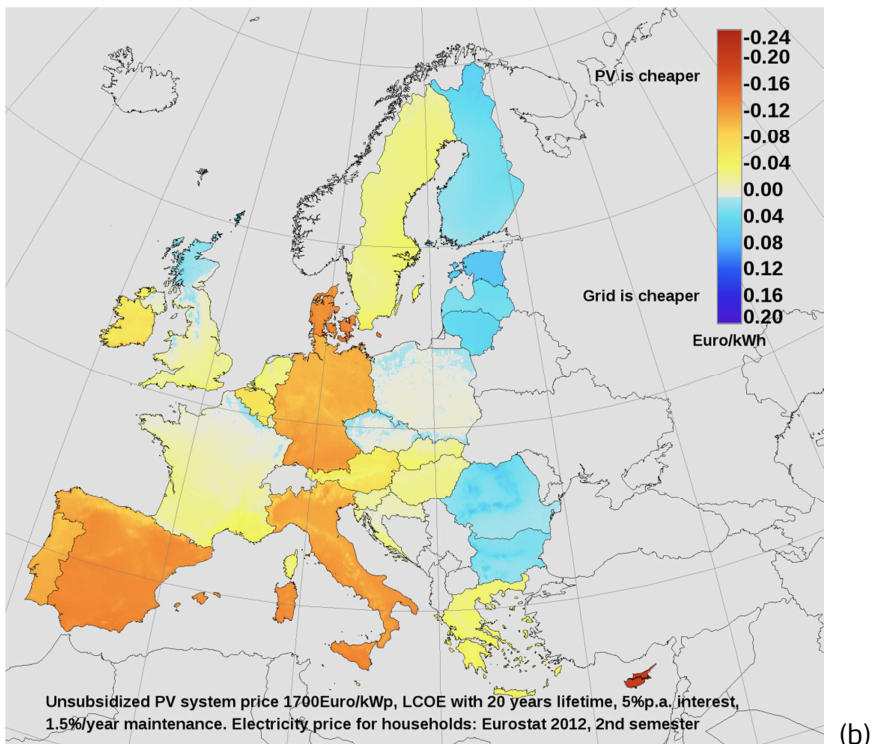 -0.24
-0.20
PV is cheaper
-0.16
-0.12
-0.08
-0.04
0.00
0.04
0.08
0.12
Grid is cheaper
0.16
0.20
Euro/kWh
Unsubsidized PV system price 1700Euro/kWp, LCOE with 20 years lifetime, 5%p.a. interest,
1.5%/year maintenance. Electricity price for households: Eurostat 2012, 2nd semester
(b)